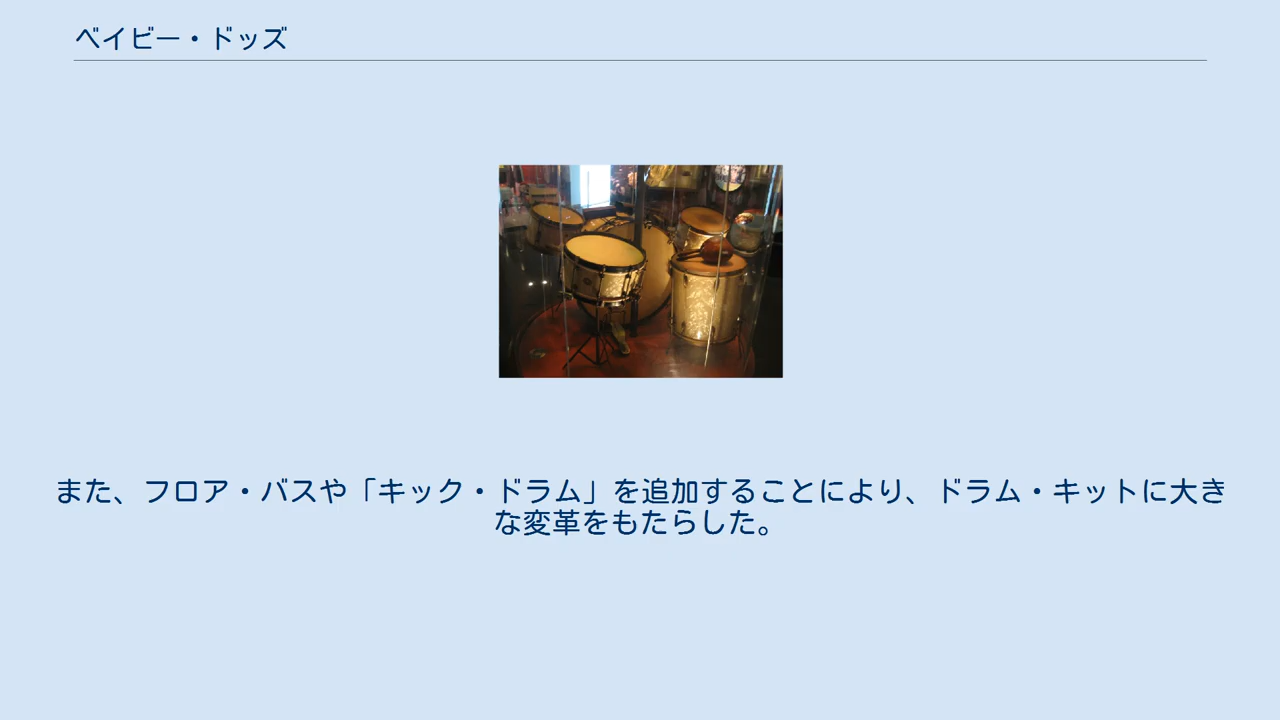 ベイビー・ドッズ
また、フロア・バスや「キック・ドラム」を追加することにより、ドラム・キットに大き
な変革をもたらした。